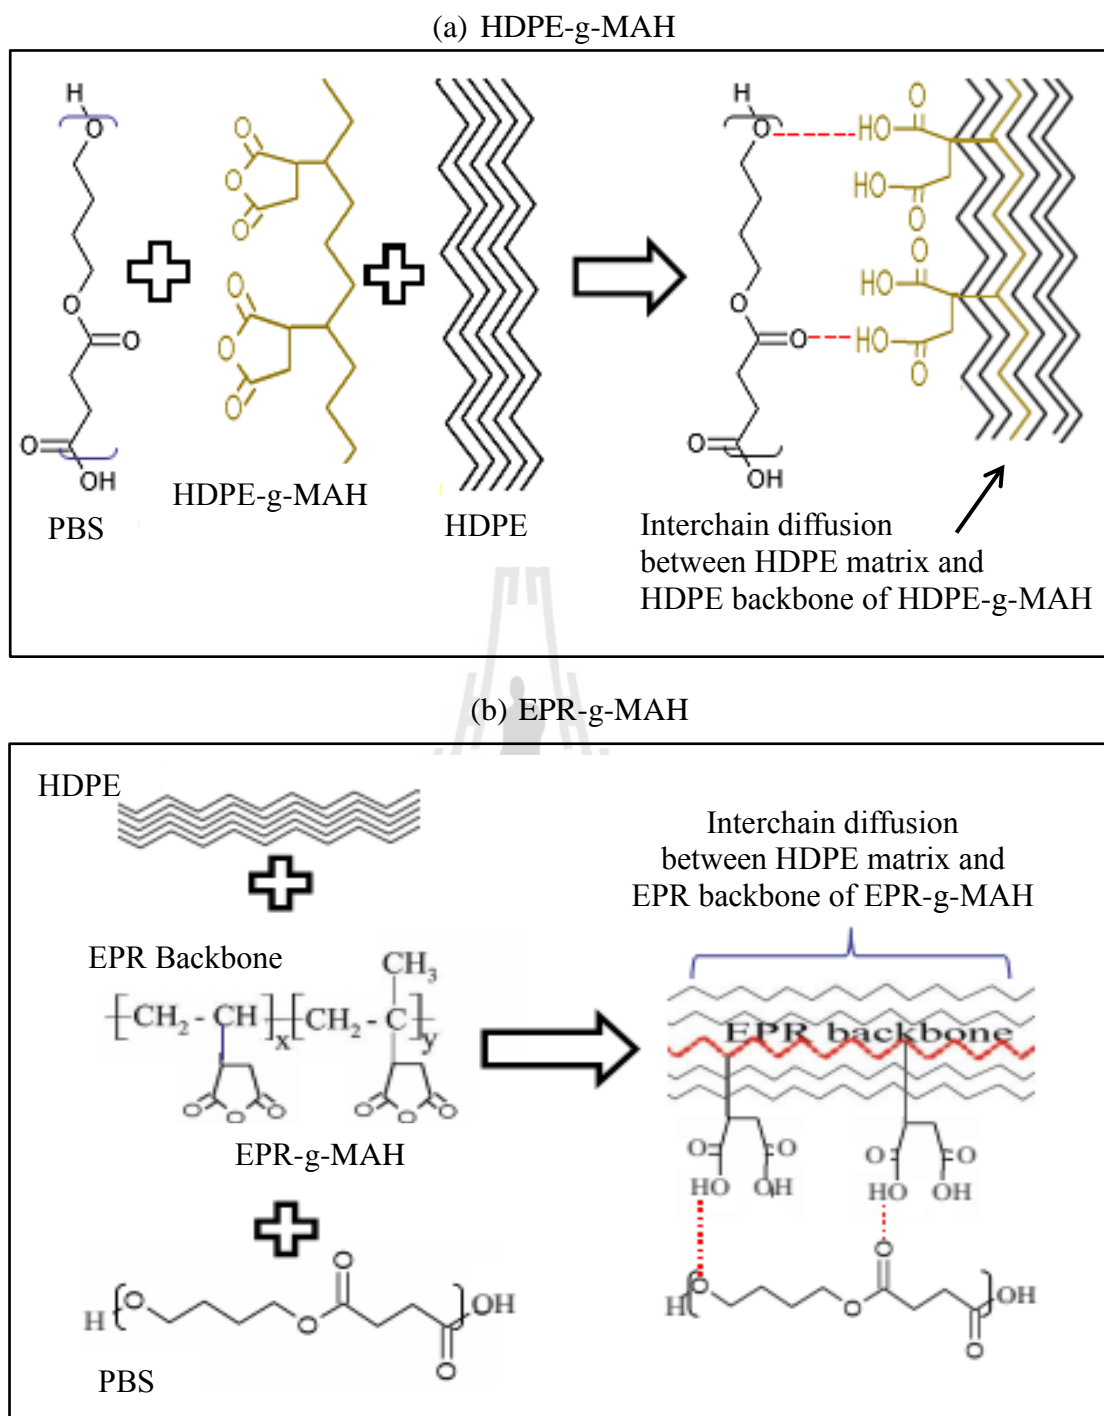 (a) HDPE-g-MAH
H
O
O
O
OH
PBS
O
O
O
O
O
O
HDPE-g-MAH
HDPE
H
O
O
O
O
OH
O
HO
HO
O
O
HO
HO
O
Interchain diffusion
between HDPE matrix and
HDPE backbone of HDPE-g-MAH
(b) EPR-g-MAH
HDPE
EPR Backbone
[CH2 - CH]x [CH2 - C]y
CH3
O O O
O O O
EPR-g-MAH
H O O O O OH
PBS
Interchain diffusion
between HDPE matrix and
EPR backbone of EPR-g-MAH
EPR backbone
O O O O
HO OH HO OH
O
H O O O OH